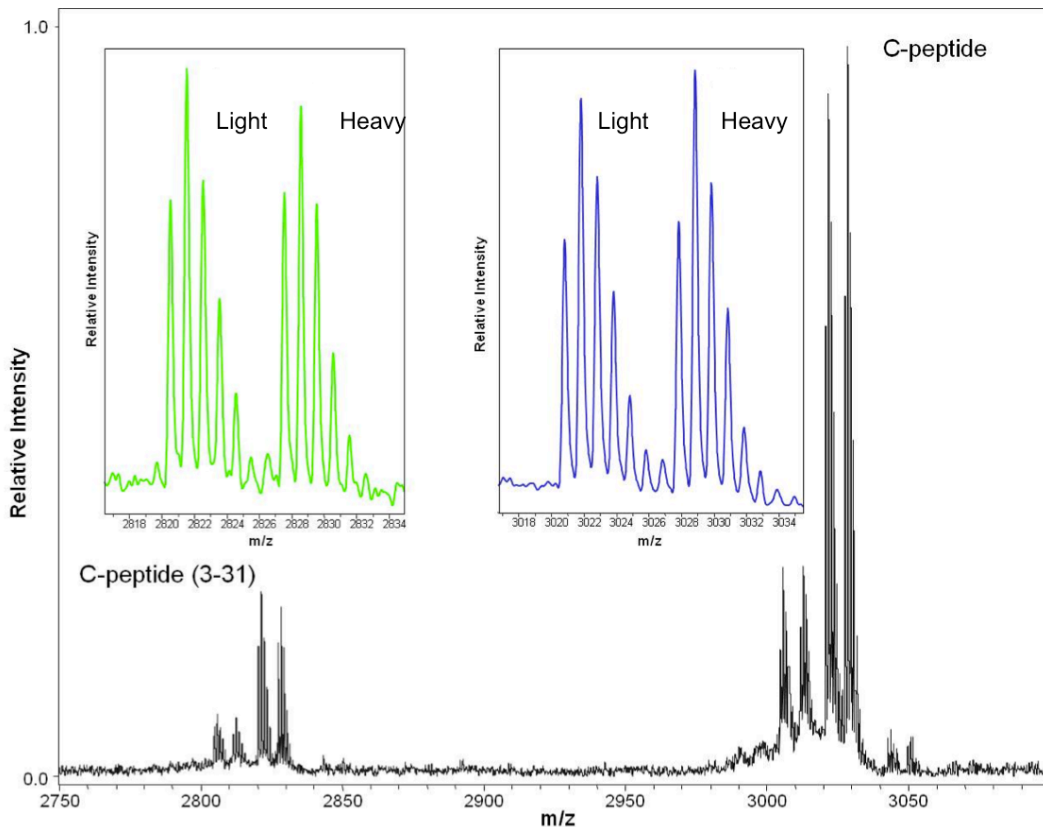 1.0
C-peptide
Light
Heavy
Relative Intensity
2818 2820 2822 2824 2826 2828 2830 2832 2834
m/z
Light
Heavy
Relative Intensity
3018 3020 3022 3024 3026 3028 3030 3032 3034
m/z
Relative Intensity
C-peptide (3-31)
0.0
2750 2800 2850 2900 2950 3000 3050
m/z